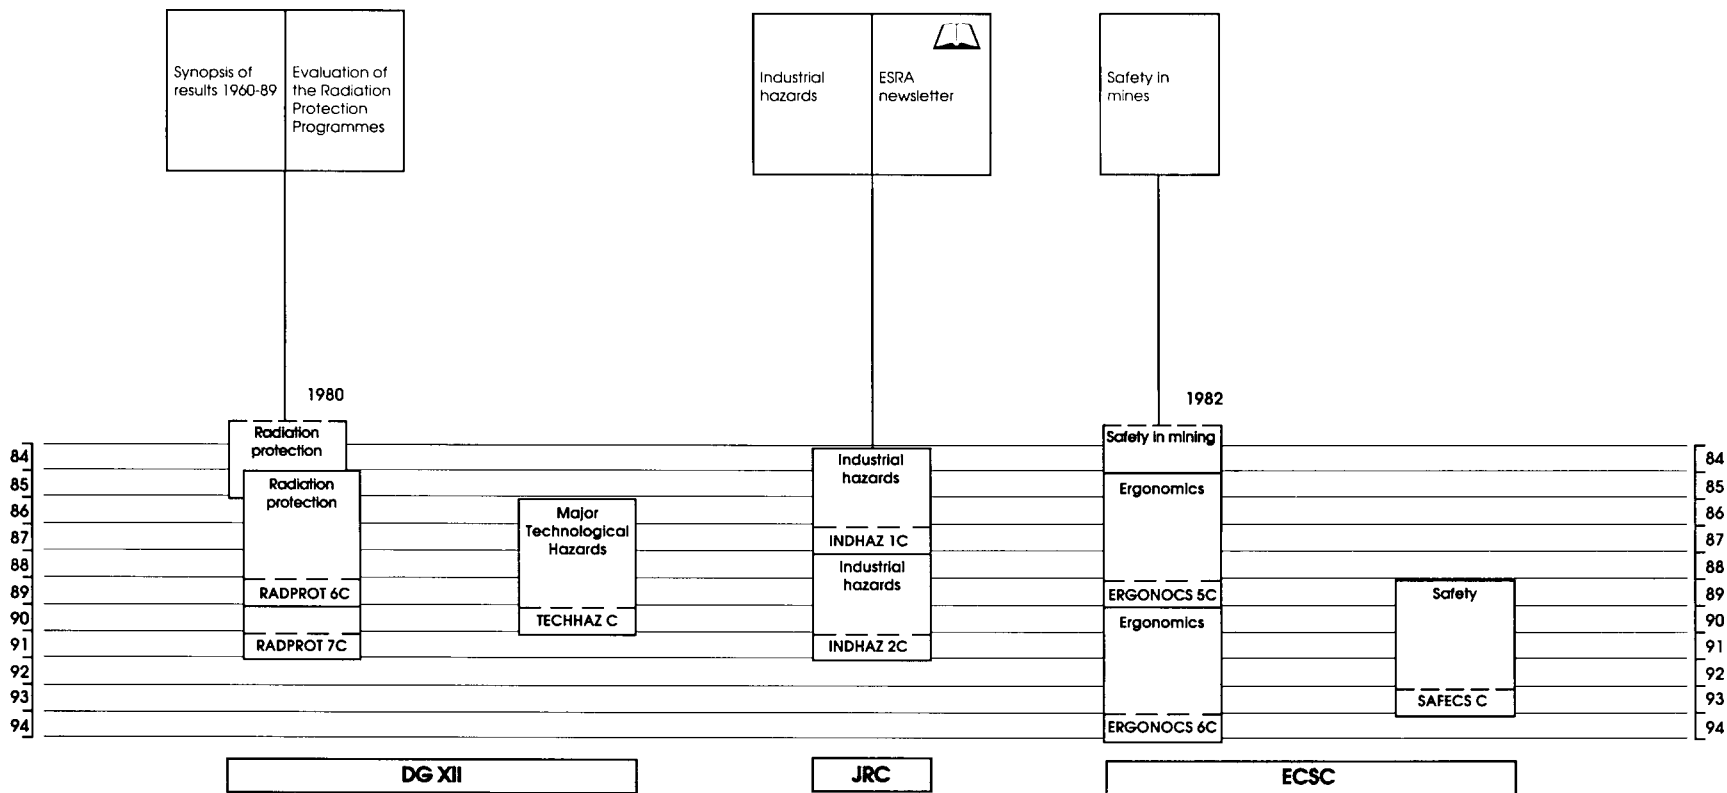 Synopsis of
results 1960-89
Evaluation of
the Radiation
Protection
Programmes
Industrial
hazards
ESRA
newsletter
Safety in
mines
1980
1982
Radiation
protection
Radiation
protection
RADPROT 6C
RADPROT 7C
Major
Technological
Hazards
TECHHAZ C
Industrial
hazards
INDHAZ 1C
Industrial
hazards
INDHAZ 2C
Safety in mining
Ergonomics
ERGONOCS 5C
Ergonomics
ERGONOCS 6C
Safety
SAFECS C
84
85
86
87
88
89
90
91
92
93
94
84
85
86
87
88
89
90
91
92
93
94
DG XII
JRC
ECSC